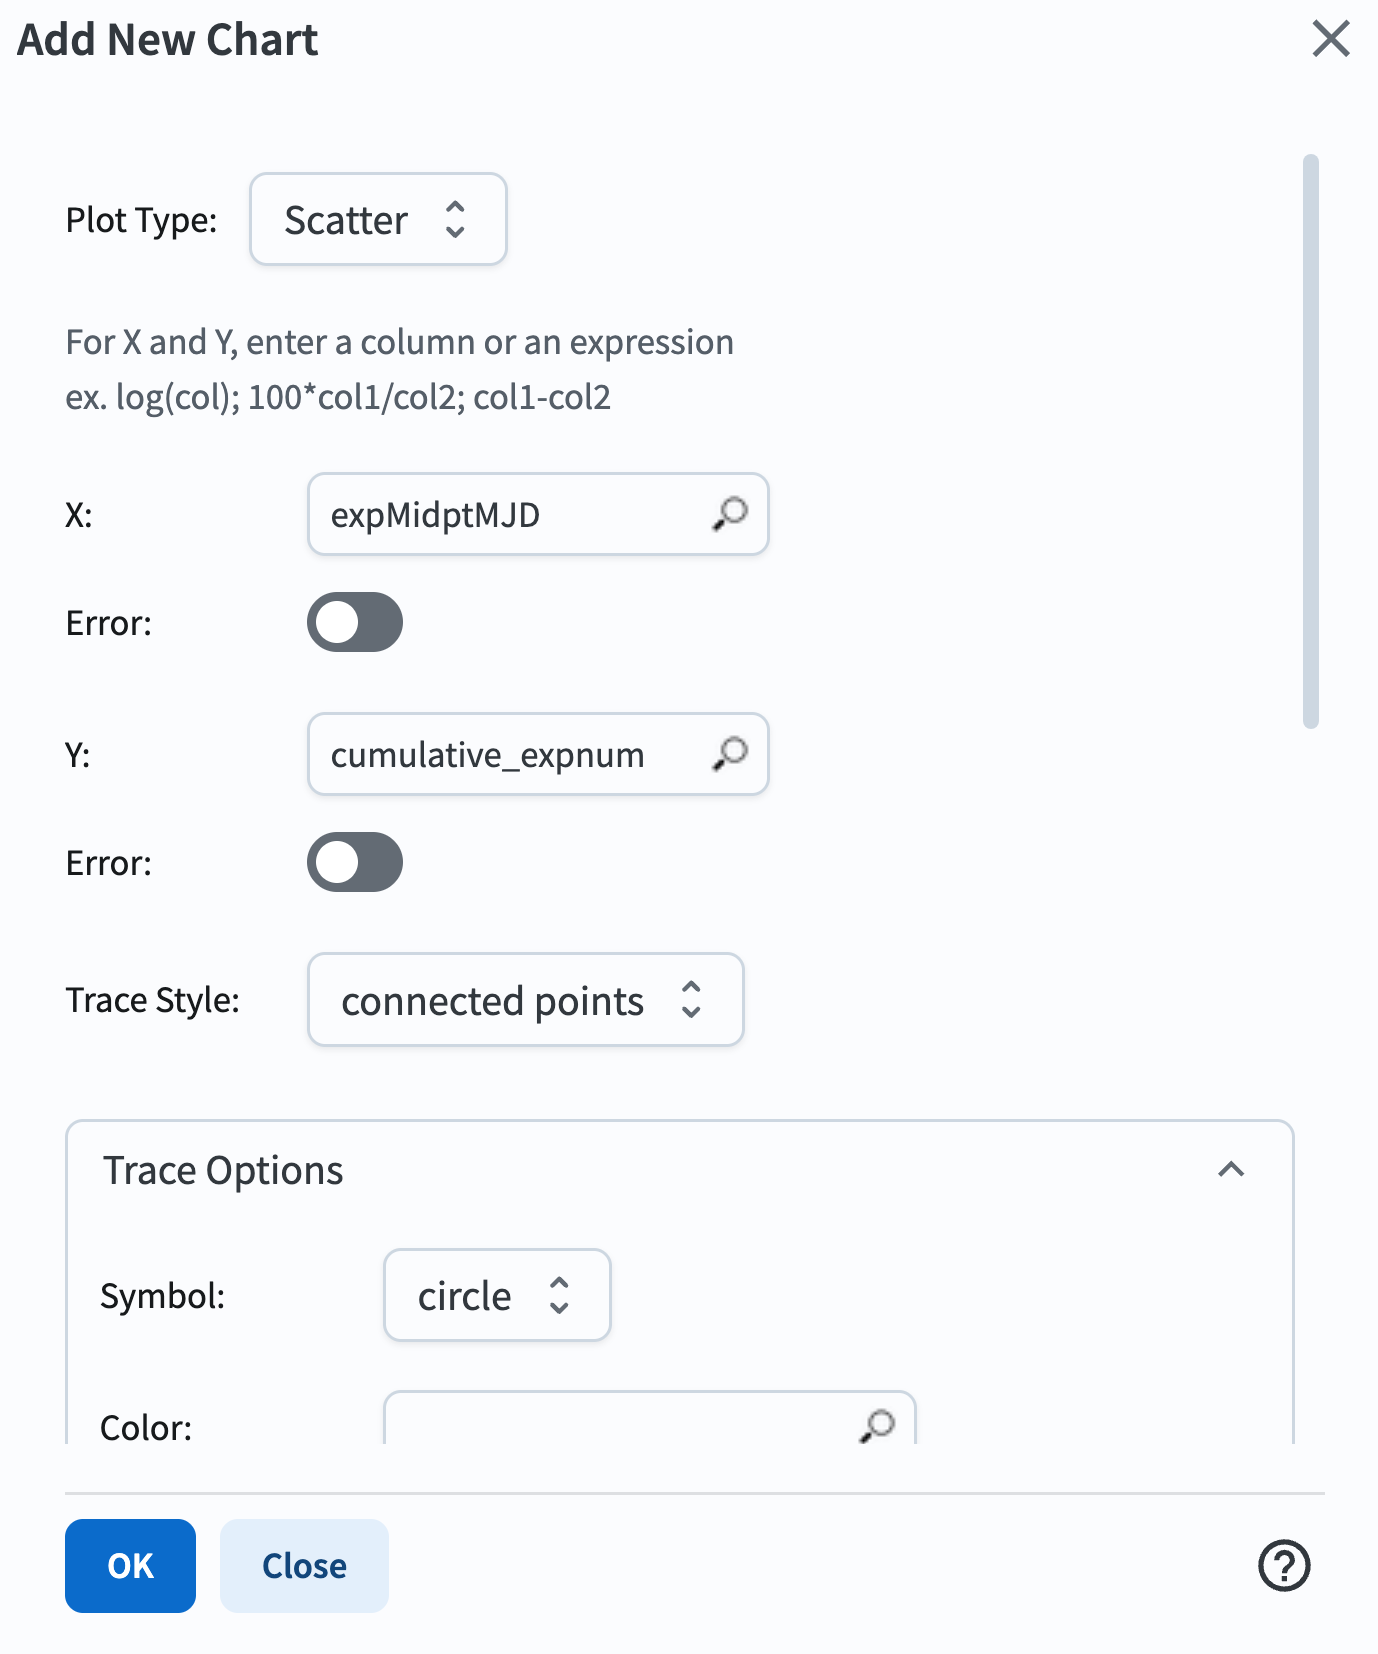 Add New Chart
Plot Type: Scatter
For X and Y, enter a column or an expression
ex. log(col); 100*col1/col2; col1-col2
X: expMidptMJD
Error:
Y: cumulative_expnum
Error:
Trace Style: connected points
Trace Options
Symbol: circle
Color:
OK Close ?